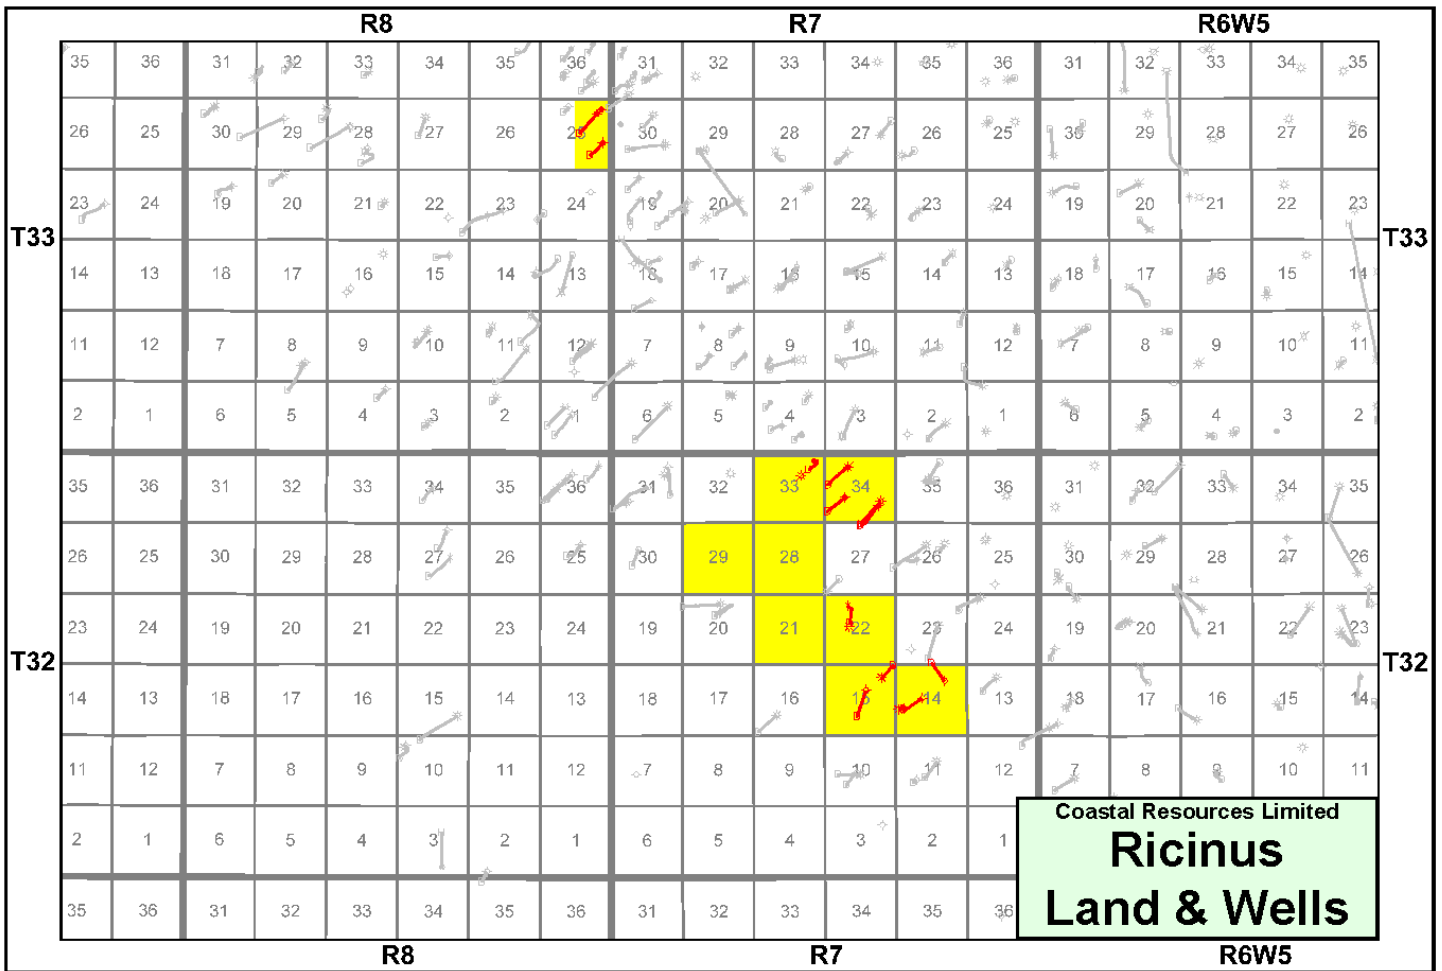 R8 R7 R6W5
35 36 31 32 33 34 35 36 31 32 33 34 35 36 31 32 33 34 35
26 25 30 29 28 27 26 30 29 28 27 26 25 30 29 28 27 26
23 24 19 20 21 22 23 24 19 20 21 22 23 24 19 20 21 22 23
T33 T33
14 13 18 17 16 15 14 13 18 17 16 15 14 13 18 17 16 15 14
11 12 7 8 9 10 11 12 7 8 9 10 11 12 7 8 9 10 11
2 1 6 5 4 3 2 1 6 5 4 3 2 1 6 5 4 3 2
35 36 31 32 33 34 35 36 31 32 33 34 35 36 31 32 33 34 35
26 25 30 29 28 27 26 25 30 29 28 27 26 25 30 29 28 27 26
23 24 19 20 21 22 23 24 19 20 21 22 23 24 19 20 21 22 23
T32 T32
14 13 18 17 16 15 14 13 18 17 16 15 14 13 18 17 16 15 14
11 12 7 8 9 10 11 12 7 8 9 10 11 12 7 8 9 10 11
2 1 6 5 4 3 2 1 6 5 4 3 2 1
35 36 31 32 33 34 35 36 31 32 33 34 35 36
Coastal Resources Limited
Ricinus
Land & Wells
R8 R7 R6W5